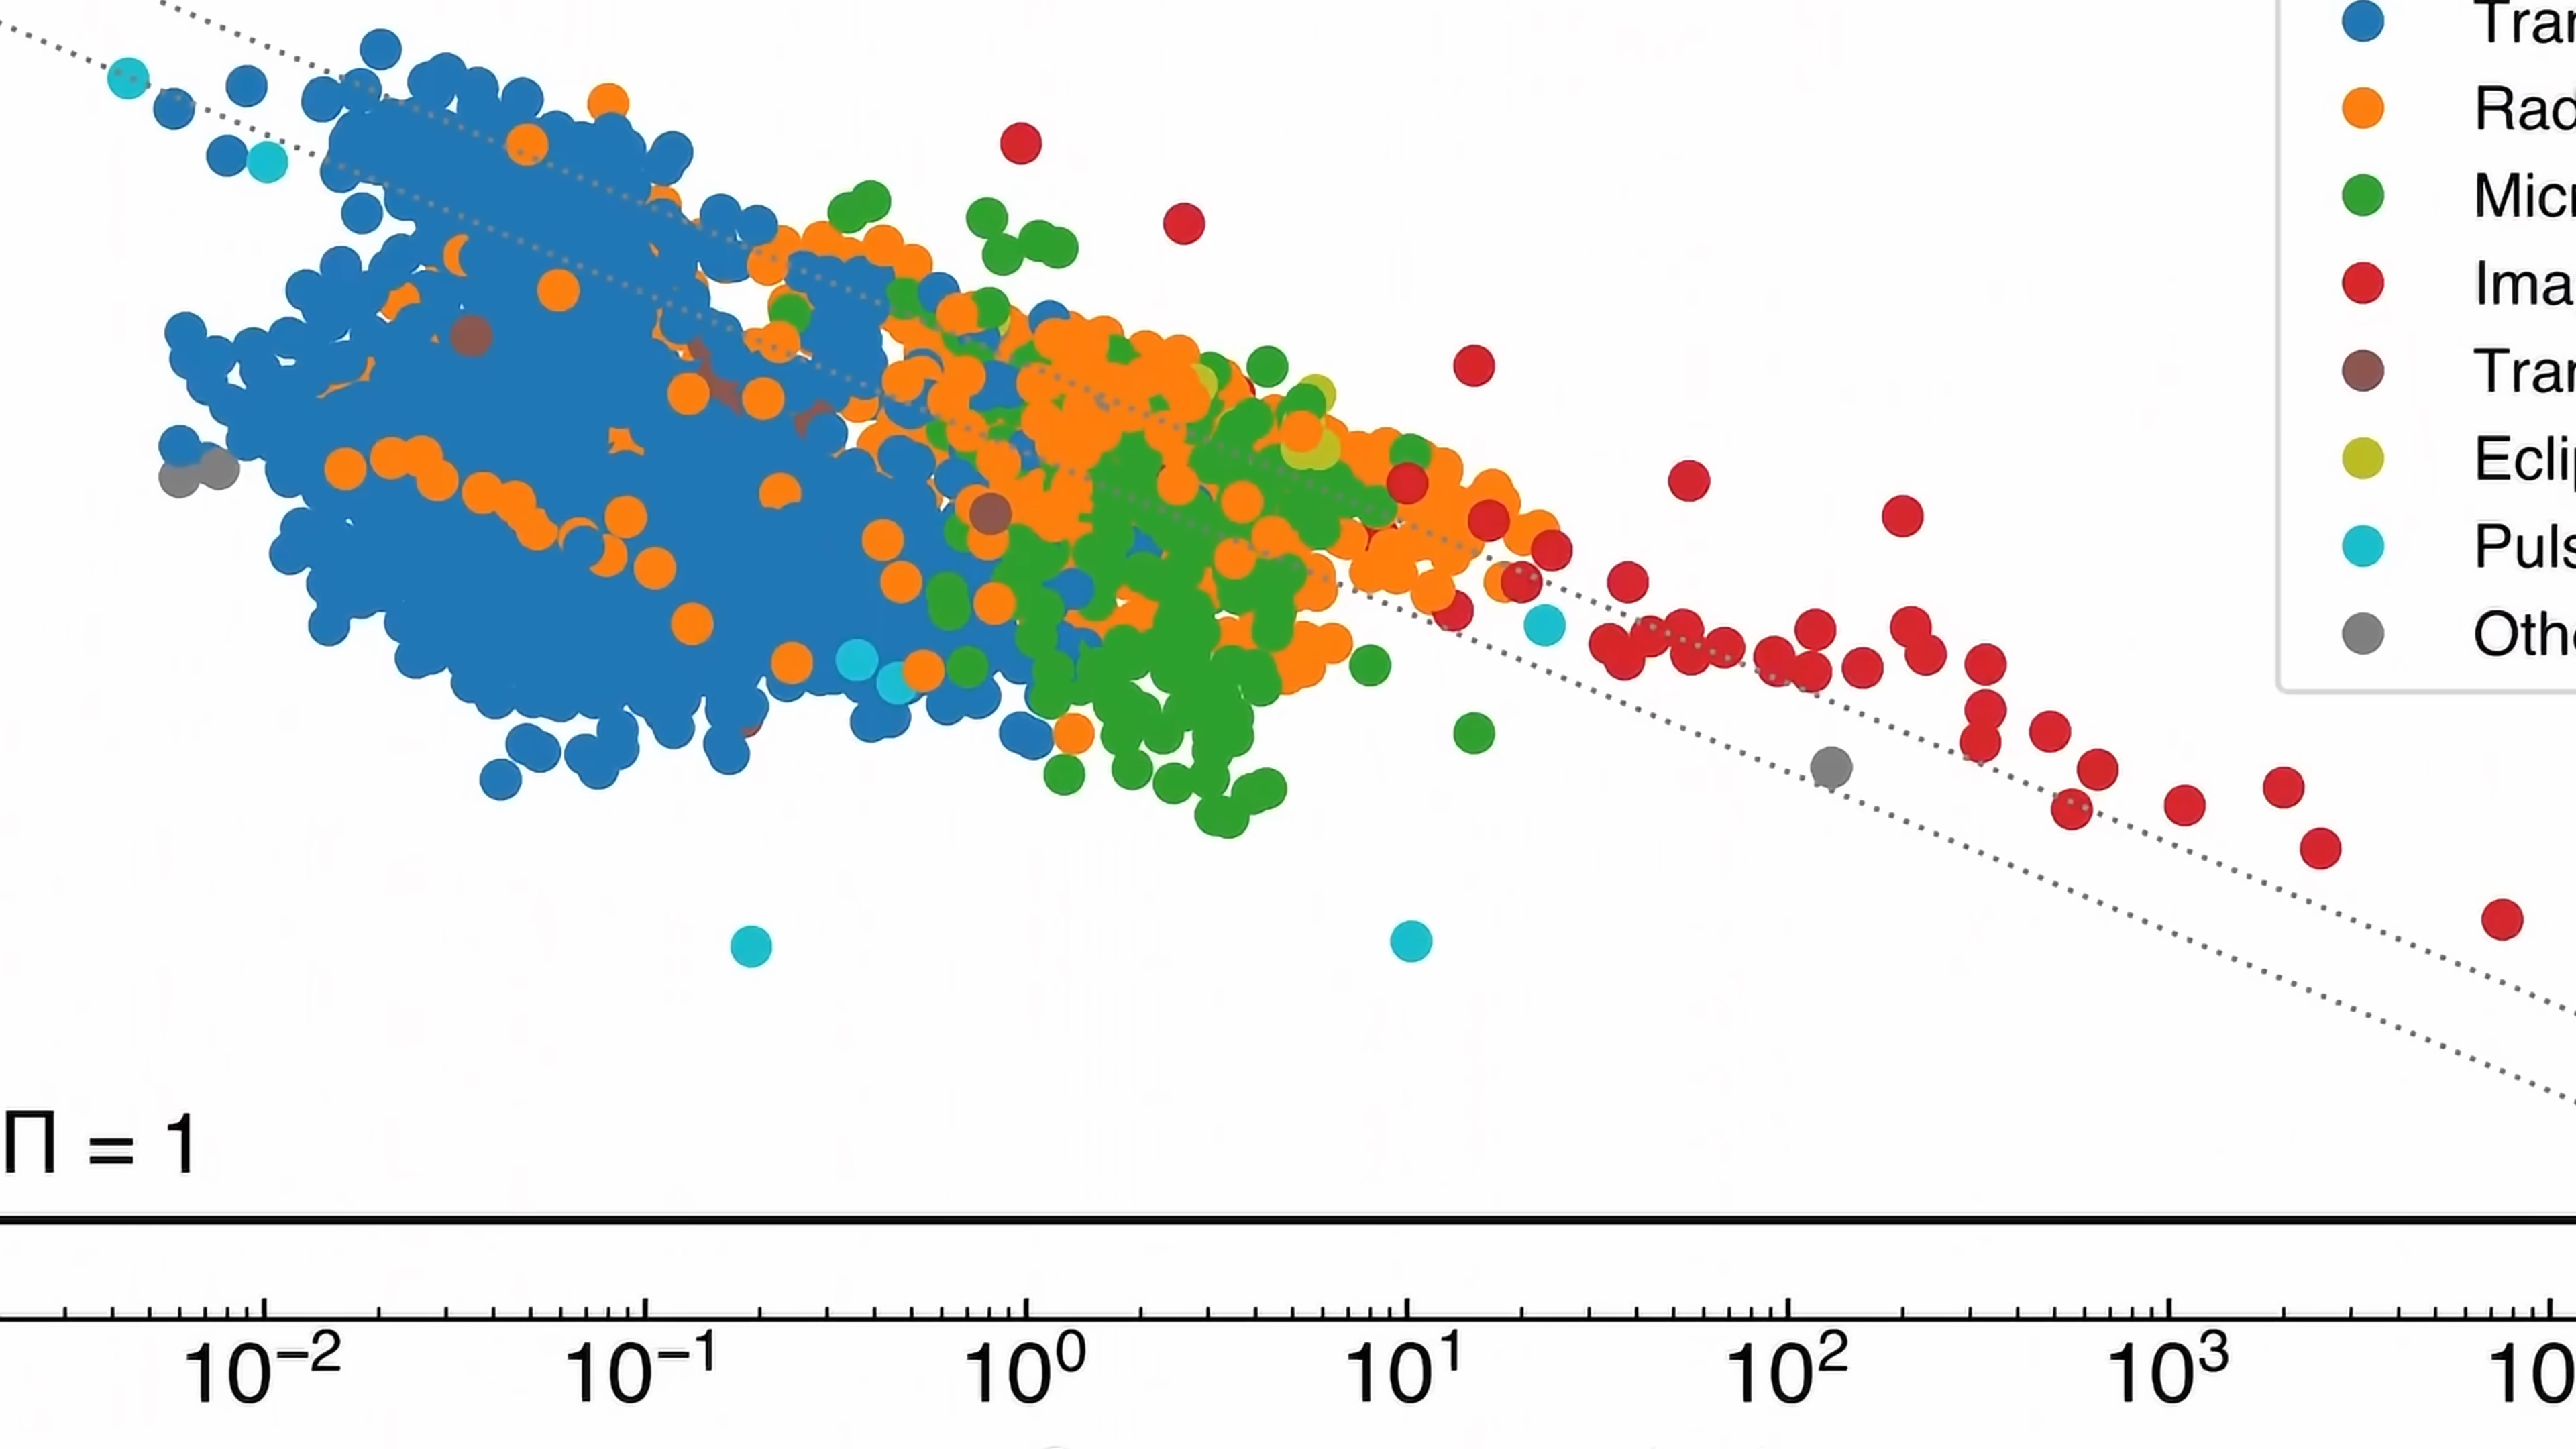 Tran
Rad
Micr
Ima
Tran
Eclip
Puls
Othe
Π = 1
10⁻² 10⁻¹ 10⁰ 10¹ 10² 10³ 10